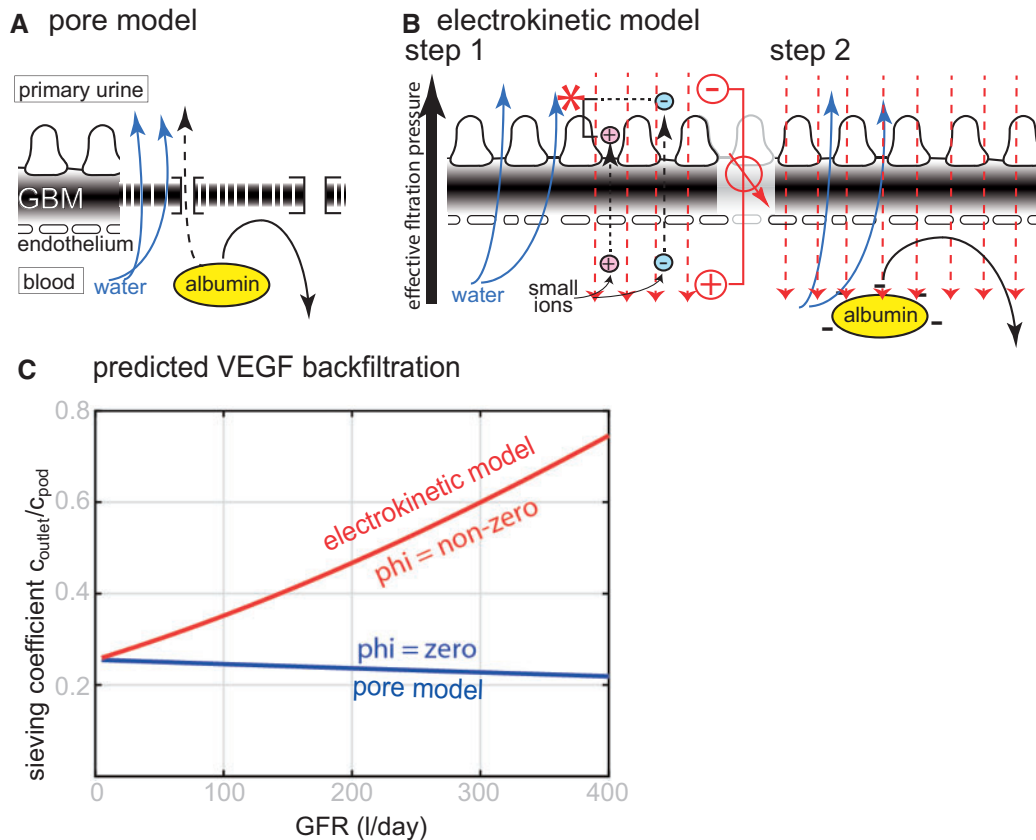 A pore model
primary urine
GBM
endothelium
blood
water
albumin
B electrokinetic model
step 1
step 2
effective filtration pressure
*
-
+
-
+
+
-
water
small
ions
albumin
- - - - -
C predicted VEGF backfiltration
sieving coefficient c_outlet/c_pod
0.8
0.6
0.4
0.2
electrokinetic model
phi = non-zero
phi = zero
pore model
0 100 200 300 400
GFR (l/day)